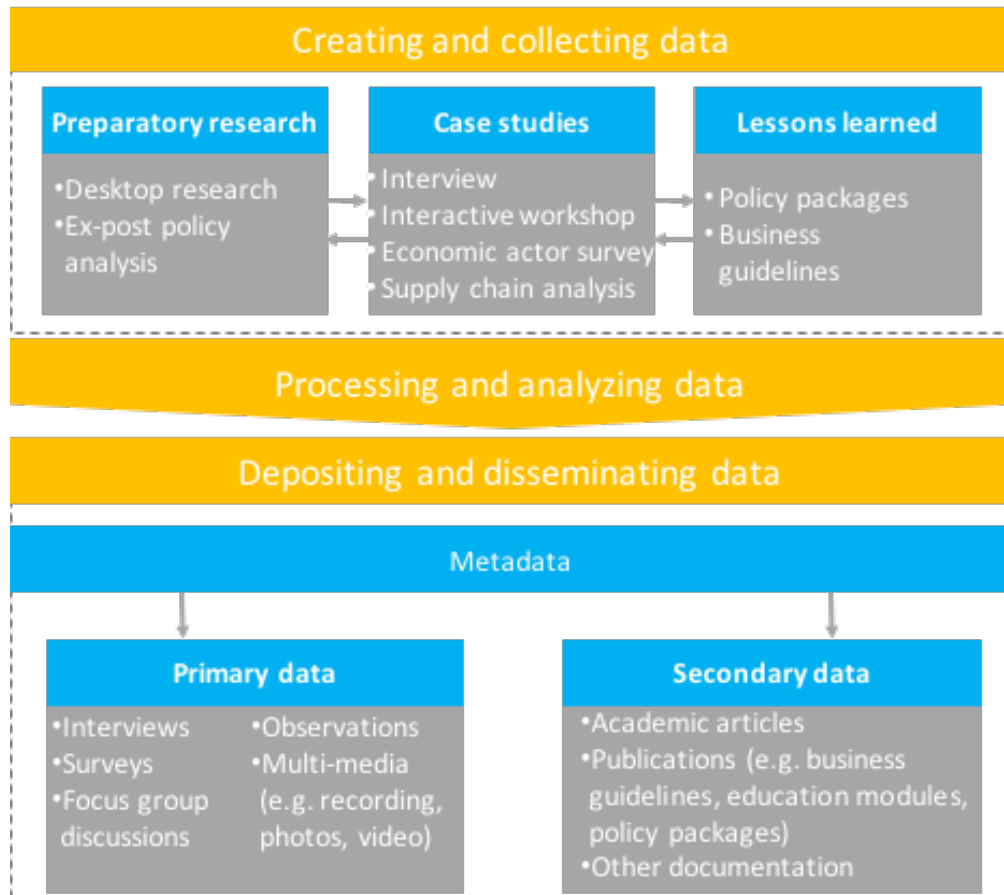 Creating and collecting data
Preparatory research
•Desktop research
•Ex-post policy
analysis
Case studies
•Interview
•Interactive workshop
•Economic actor survey
•Supply chain analysis
Lessons learned
•Policy packages
•Business
guidelines
Processing and analyzing data
Depositing and disseminating data
Metadata
Primary data
•Interviews
•Surveys
•Focus group
discussions
•Observations
•Multi-media
(e.g. recording,
photos, video)
Secondary data
•Academic articles
•Publications (e.g. business
guidelines, education modules,
policy packages)
•Other documentation